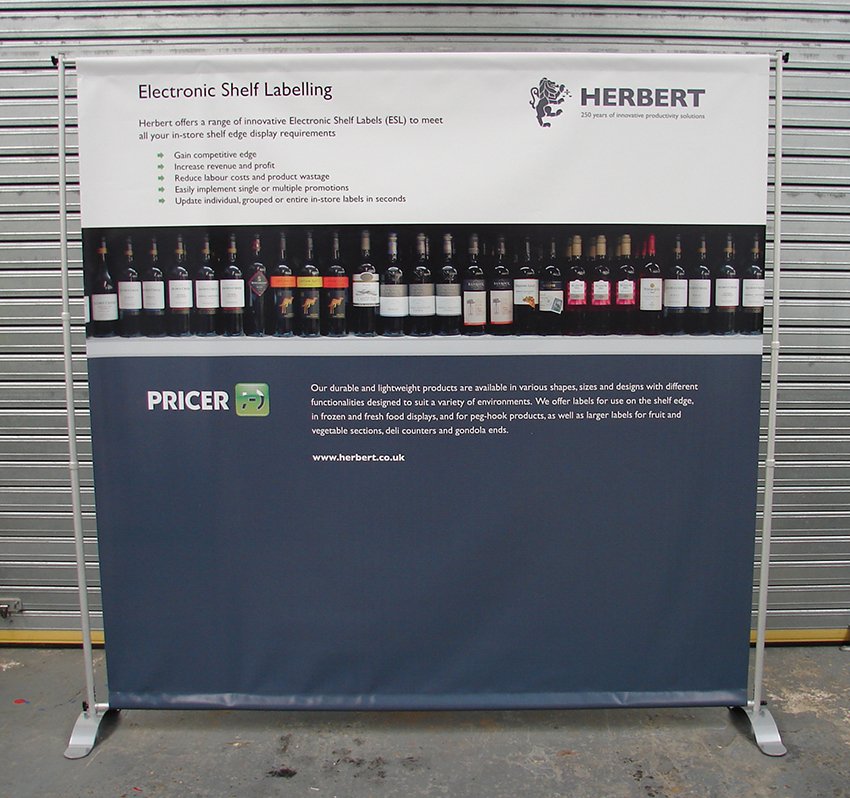 Electronic Shelf Labelling
HERBERT
250 years of innovative productivity solutions
Herbert offers a range of innovative Electronic Shelf Labels (ESL) to meet
all your in-store shelf edge display requirements
Gain competitive edge
Increase revenue and profit
Reduce labour costs and product wastage
Easily implement single or multiple promotions
Update individual, grouped or entire in-store labels in seconds
PRICER
Our durable and lightweight products are available in various shapes, sizes and designs with different
functionalities designed to suit a variety of environments. We offer labels for use on the shelf edge,
in frozen and fresh food displays, and for peg-hook products, as well as larger labels for fruit and
vegetable sections, deli counters and gondola ends.
www.herbert.co.uk